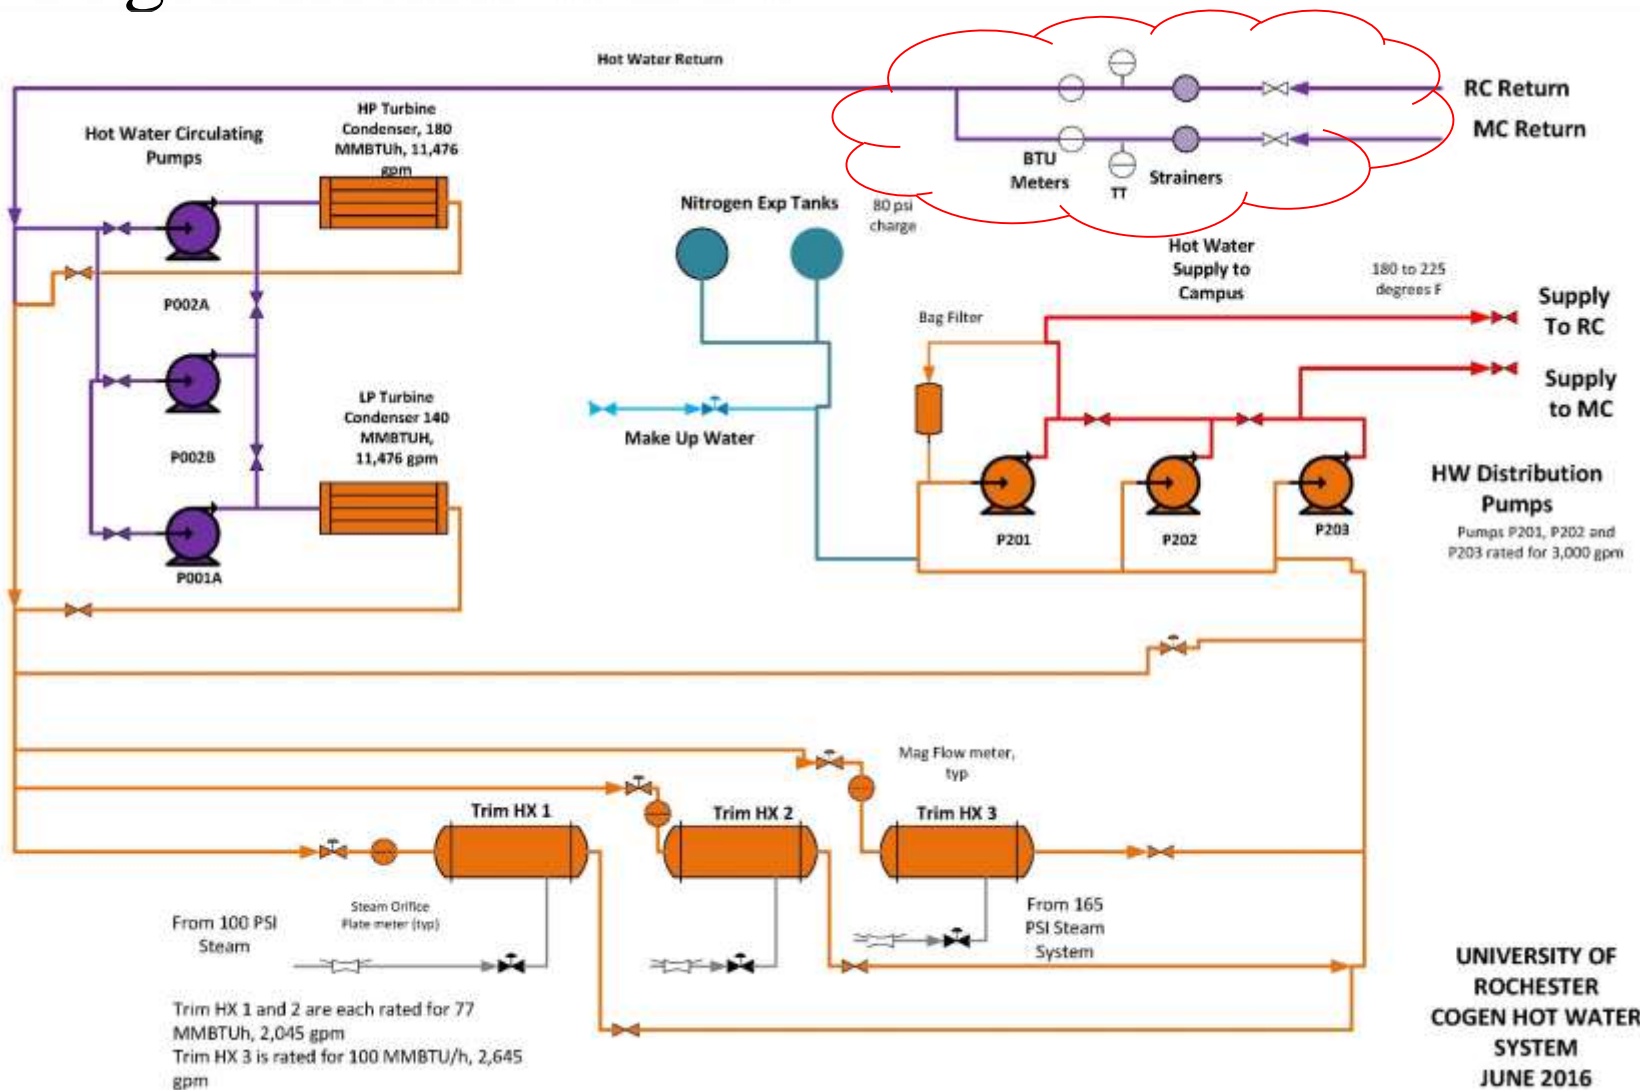 Hot Water Return
RC Return
MC Return
BTU
Meters
TT
Strainers
HP Turbine
Condenser, 180
MMBTUh, 11,476
gpm
Hot Water Circulating
Pumps
P002A
P002B
P001A
LP Turbine
Condenser 140
MMBTUH,
11,476 gpm
Nitrogen Exp Tanks
80 psi
charge
Make Up Water
Hot Water
Supply to
Campus
180 to 225
degrees F
Supply
To RC
Supply
to MC
Bag Filter
P201
P202
P203
HW Distribution
Pumps
Pumps P201, P202 and
P203 rated for 3,000 gpm
Mag Flow meter,
typ
Trim HX 1
Trim HX 2
Trim HX 3
From 100 PSI
Steam
Steam Orifice
Plate meter (typ)
From 165
PSI Steam
System
Trim HX 1 and 2 are each rated for 77
MMBTUh, 2,045 gpm
Trim HX 3 is rated for 100 MMBTU/h, 2,645
gpm
UNIVERSITY OF
ROCHESTER
COGEN HOT WATER
SYSTEM
JUNE 2016